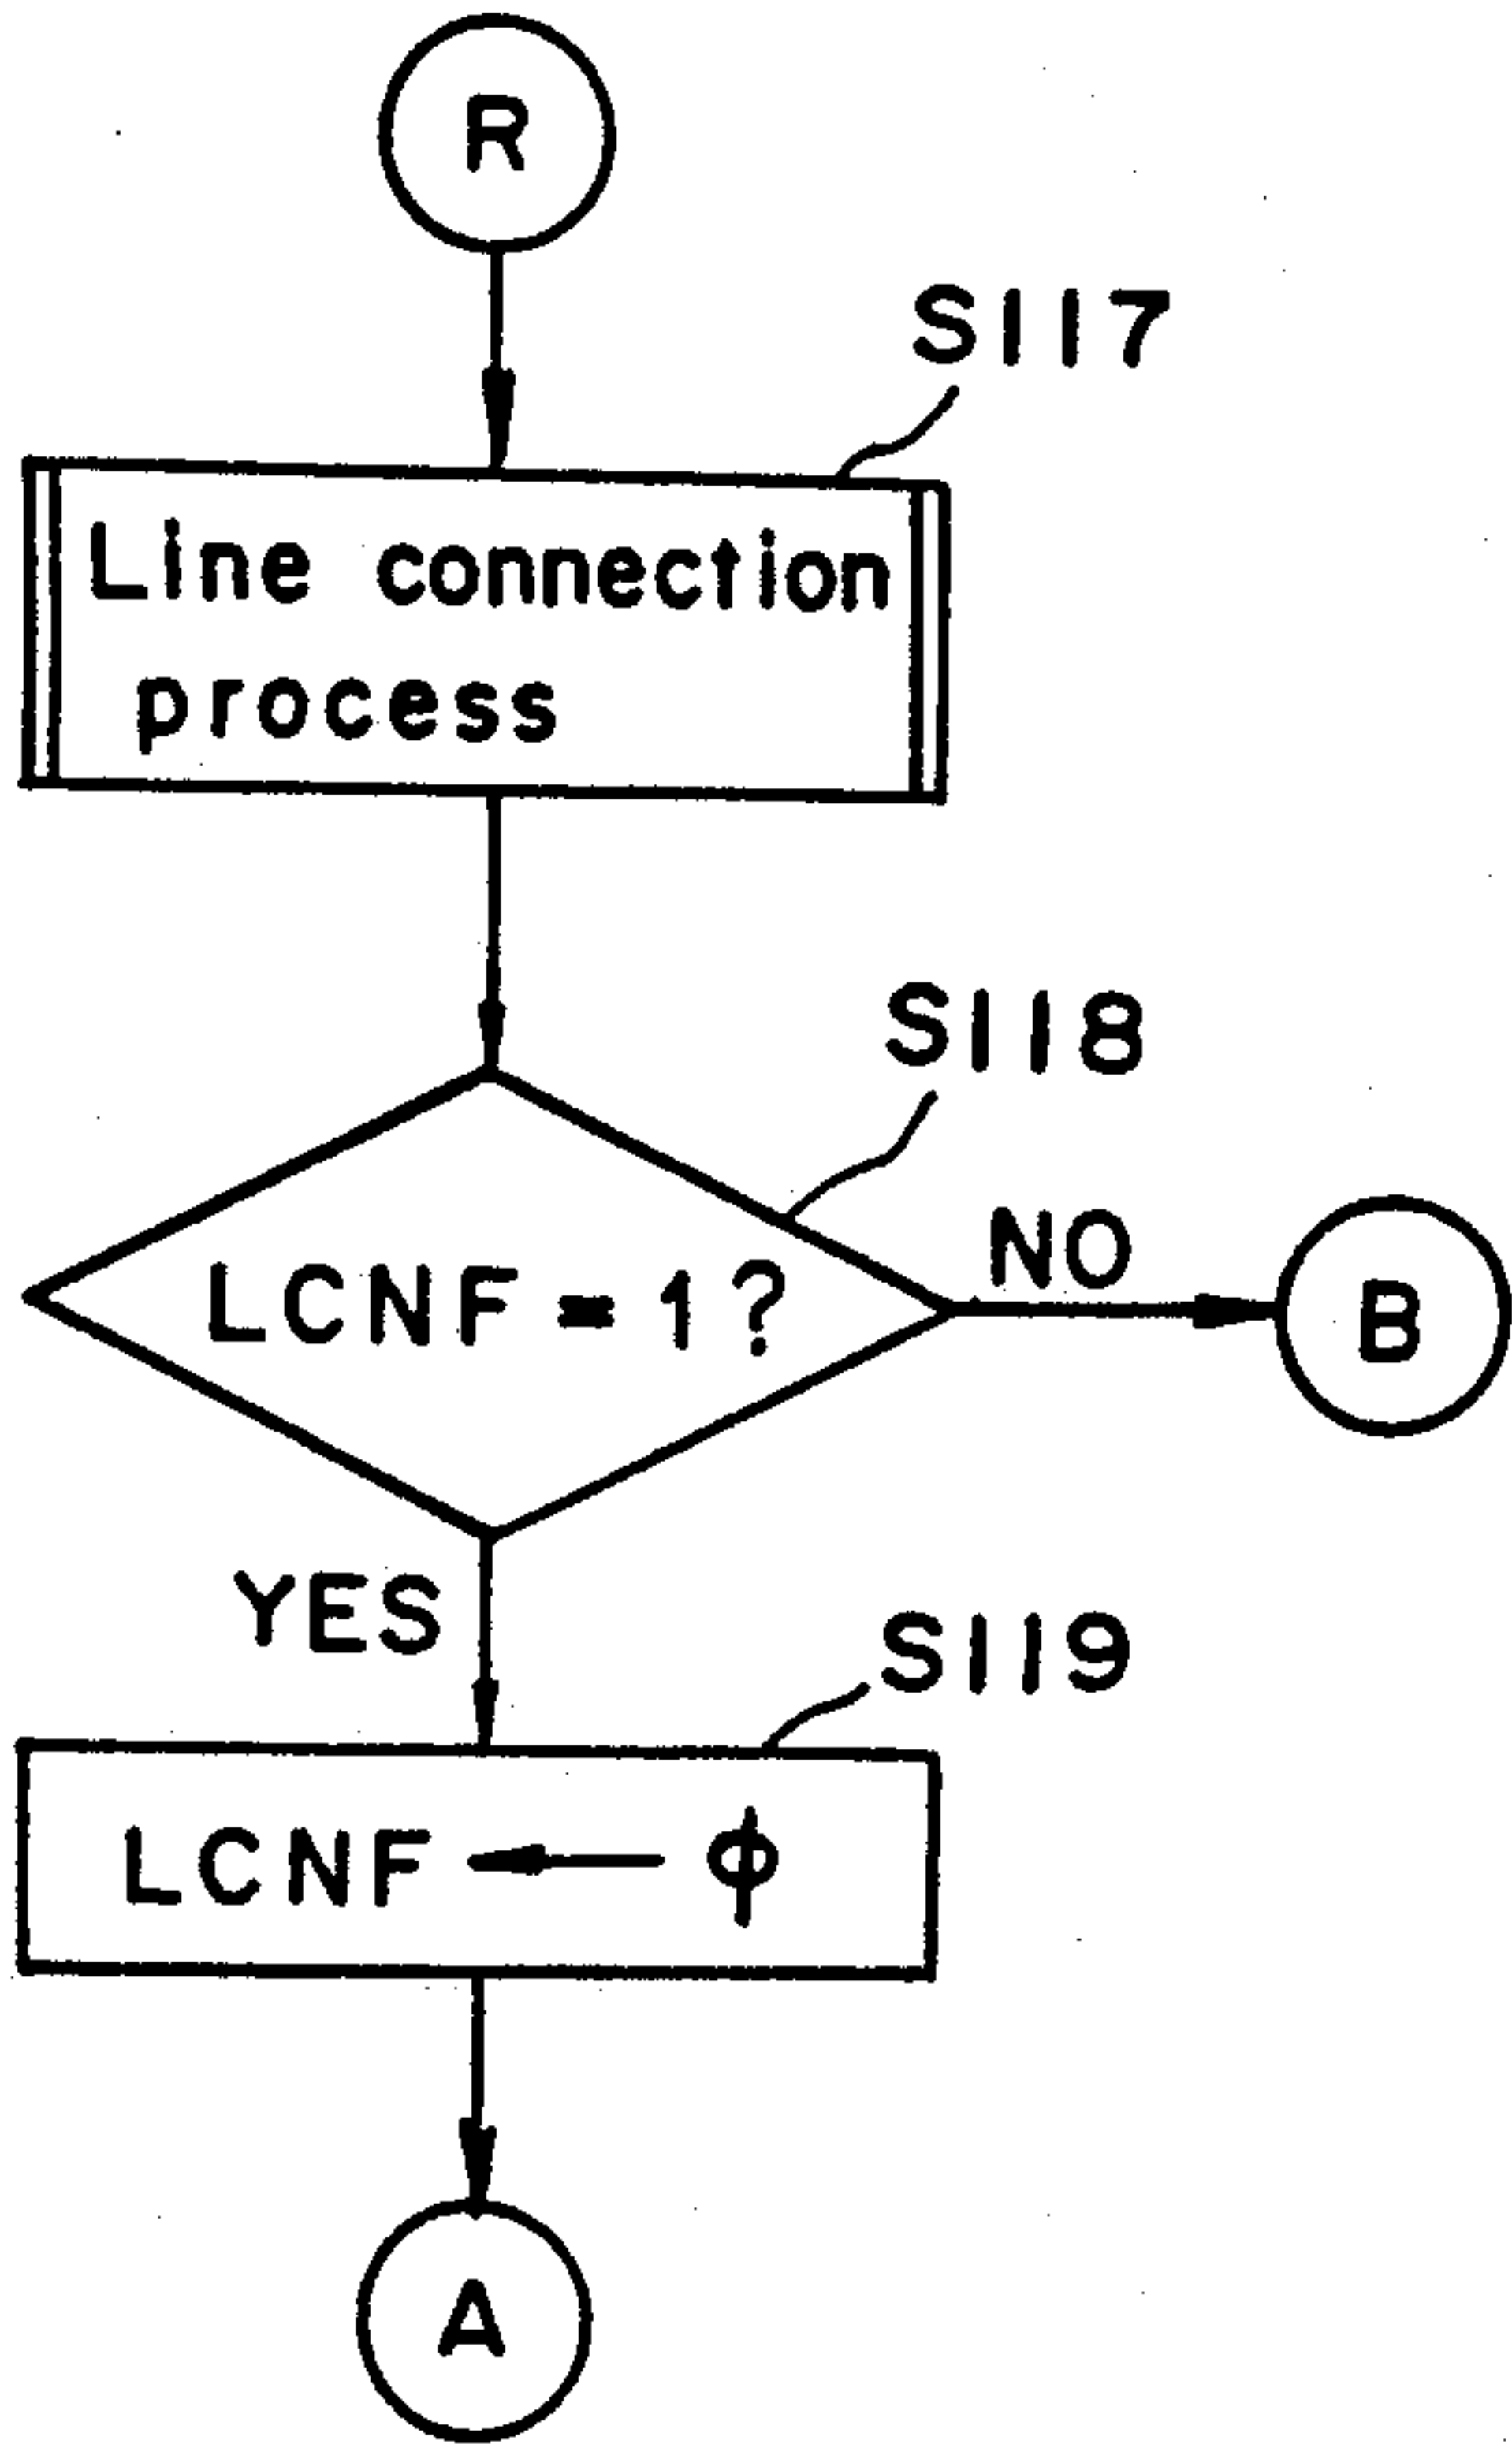 R
S117
Line connection
process
S118
LCNF = 1?
NO
B
YES
S119
LCNF ← ϕ
A